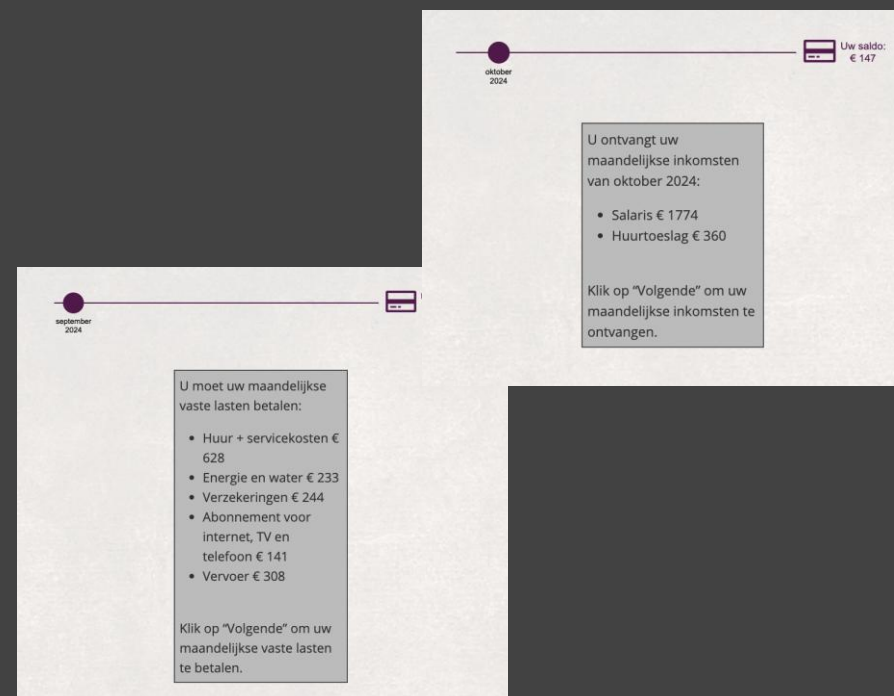 oktober
2024
Uw saldo:
€ 147
U ontvangt uw
maandelijkse inkomsten
van oktober 2024:
• Salaris € 1774
• Huurtoeslag € 360
Klik op “Volgende” om uw
maandelijkse inkomsten te
ontvangen.
september
2024
U moet uw maandelijkse
vaste lasten betalen:
• Huur + servicekosten €
628
• Energie en water € 233
• Verzekeringen € 244
• Abonnement voor
internet, TV en
telefoon € 141
• Vervoer € 308
Klik op “Volgende” om uw
maandelijkse vaste lasten
te betalen.